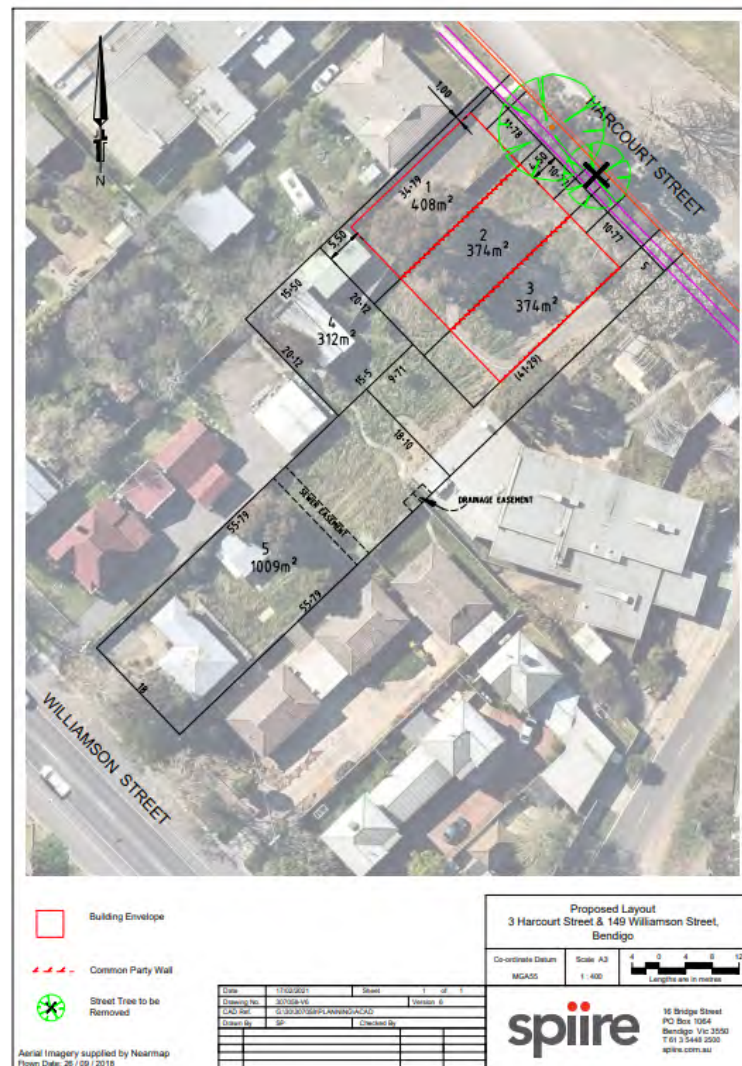 N
HARCOURT STREET
1,00
11-78
10-77
10-77
5
34-79
1
408m²
2
374m²
3
374m²
5,50
15-50
20-12
4
312m²
20-12
15-5
9-71
(41-29)
18-10
DRAINAGE EASEMENT
SEWER EASEMENT
55-79
5
1009m²
55-79
18
WILLIAMSON STREET
Building Envelope
Common Party Wall
Street Tree to be
Removed
Aerial Imagery supplied by Nearmap
Flown Date: 26 / 09 / 2018
Date 17/02/2021 Sheet 1 of 1
Drawing No. 307059-V6 Version 6
CAD Ref.
Drawn By SP Checked By
Proposed Layout
3 Harcourt Street & 149 Williamson Street,
Bendigo
Co-ordinate Datum
MGA55
Scale A3
1 : 400
4 0 4 8 12
Lengths are in metres
spiire
16 Bridge Street
PO Box 1064
Bendigo Vic 3550
T 61 3 5448 2500
spiire.com.au